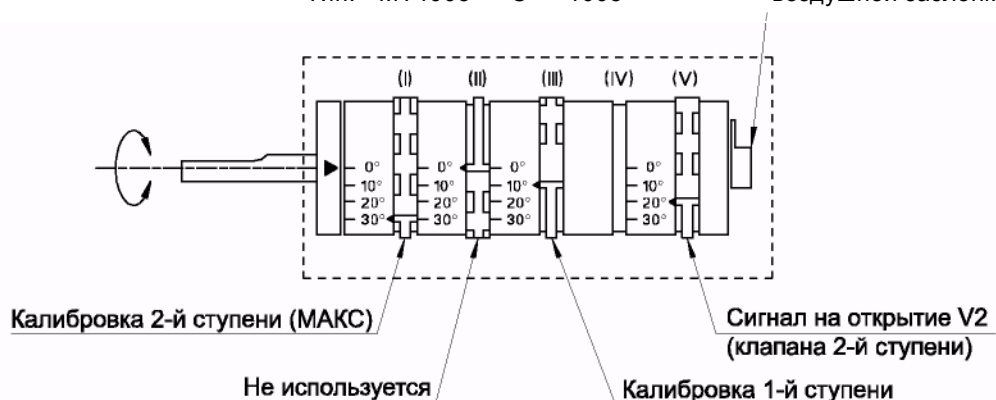 (I) (II) (III) (IV) (V)
0° 0° 0° 0°
10° 10° 10° 10°
20° 20° 20° 20°
30° 30° 30° 30°
Калибровка 2-й ступени (МАКС)
Сигнал на открытие V2
(клапана 2-й ступени)
Не используется
Калибровка 1-й ступени